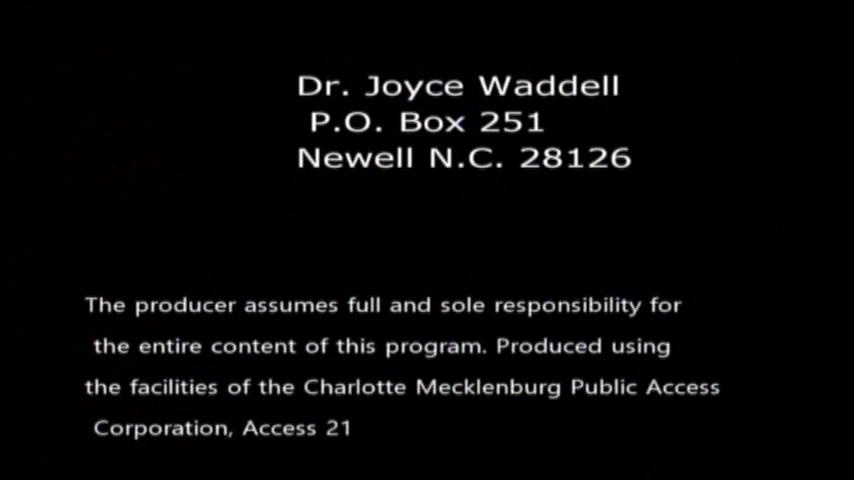 Dr. Joyce Waddell
P.O. Box 251
Newell N.C. 28126
The producer assumes full and sole responsibility for
the entire content of this program. Produced using
the facilities of the Charlotte Mecklenburg Public Access
Corporation, Access 21